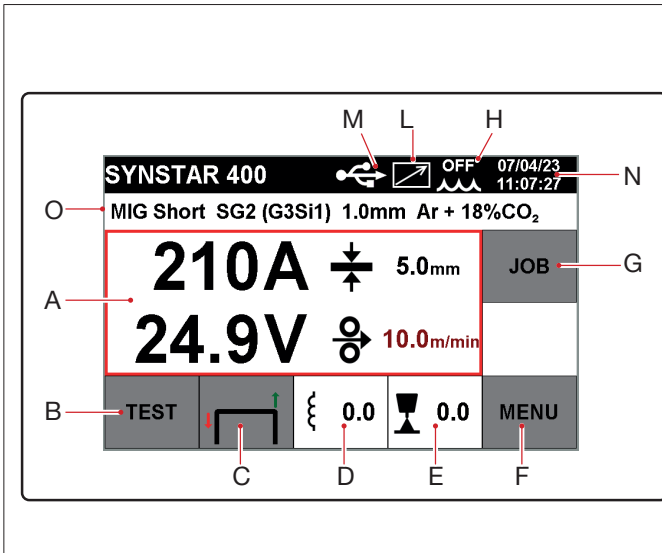 M L H
SYNSTAR 400 OFF 07/04/23
11:07:27 N
O MIG Short SG2 (G3Si1) 1.0mm Ar + 18%CO₂
210A 5.0mm JOB G
A
24.9V 10.0m/min
B TEST 0.0 0.0 MENU
C D E F